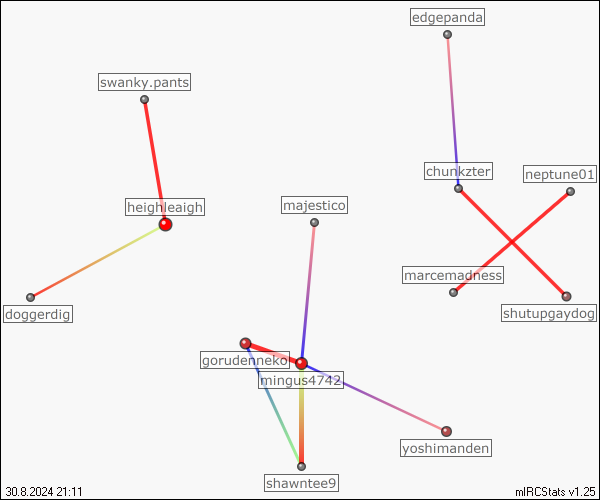 edgepanda
swanky.pants
chunkzter
neptune01
heighleaigh
majestico
marcemadness
doggerdig
shutupgaydog
gorudenneko
mingus4742
yoshimanden
shawntee9
30.8.2024 21:11
mIRCStats v1.25